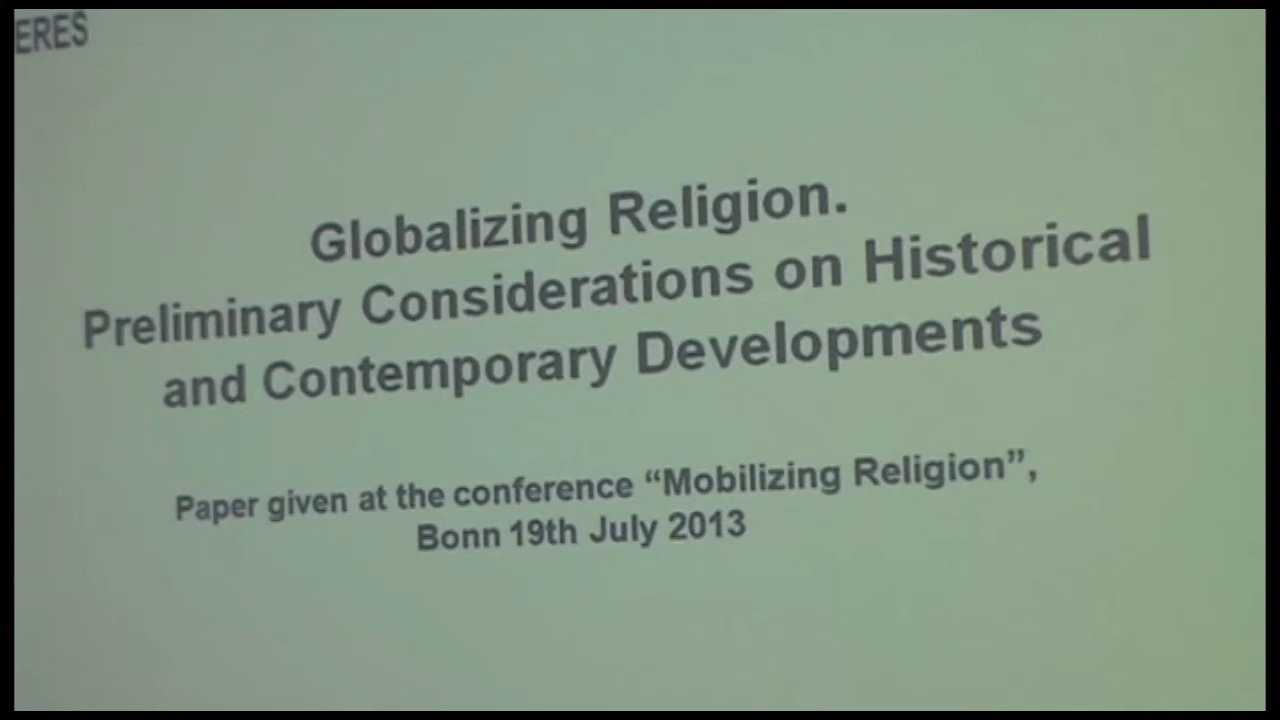 ERES
Globalizing Religion.
Preliminary Considerations on Historical
and Contemporary Developments
Paper given at the conference “Mobilizing Religion”,
Bonn 19th July 2013